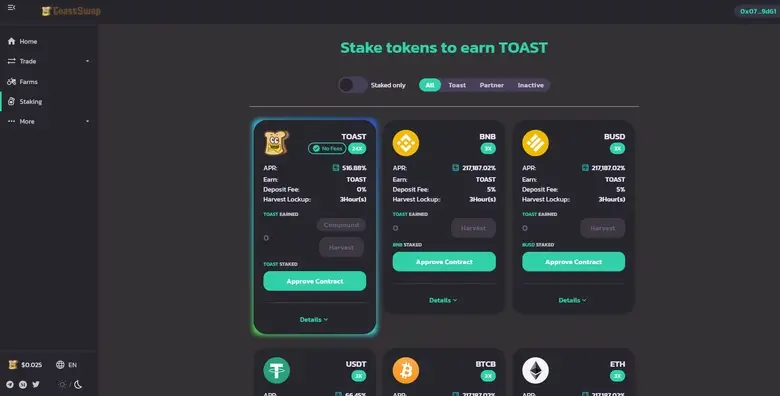 ToastSwap
0x07...9d61
Home
Trade
Farms
Staking
More
Stake tokens to earn TOAST
Staked only
All
Toast
Partner
Inactive
TOAST
No Fees
24X
APR: 516.88%
Earn: TOAST
Deposit Fee: 0%
Harvest Lockup: 3Hour(s)
TOAST EARNED
Compound
0
Harvest
TOAST STAKED
Approve Contract
Details
BNB
3X
APR: 217,187.02%
Earn: TOAST
Deposit Fee: 5%
Harvest Lockup: 3Hour(s)
TOAST EARNED
0
Harvest
BNB STAKED
Approve Contract
Details
BUSD
3X
APR: 217,187.02%
Earn: TOAST
Deposit Fee: 5%
Harvest Lockup: 3Hour(s)
TOAST EARNED
0
Harvest
BUSD STAKED
Approve Contract
Details
USDT
APR: 66.45%
BTCB
APR: 217,187.02%
ETH
APR: 217,187.02%
$0.025
EN
/